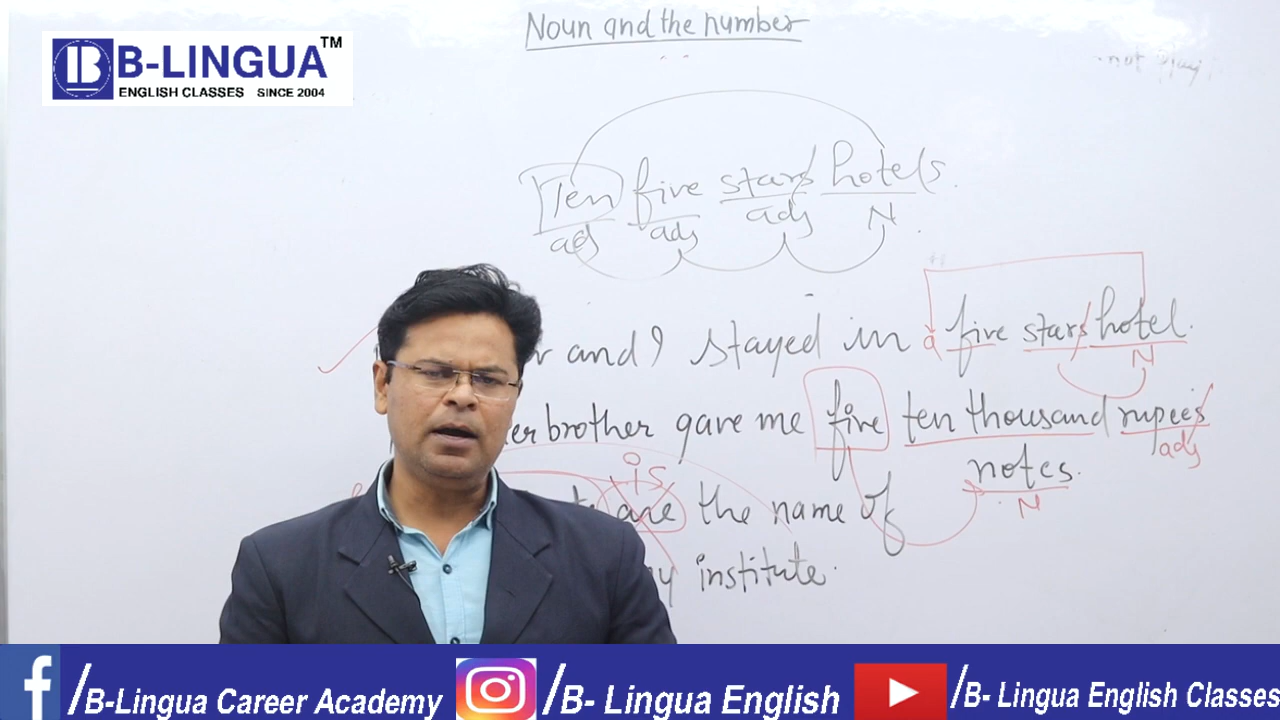 Noun and the number
B-LINGUA™
ENGLISH CLASSES SINCE 2004
not
Ten five stars hotels.
adj adj adj N
and I stayed in a five stars hotel.
N
er brother gave me five ten thousand rupees
adj
notes.
N
is
are the name of
y institute.
/B-Lingua Career Academy /B- Lingua English /B- Lingua English Classes